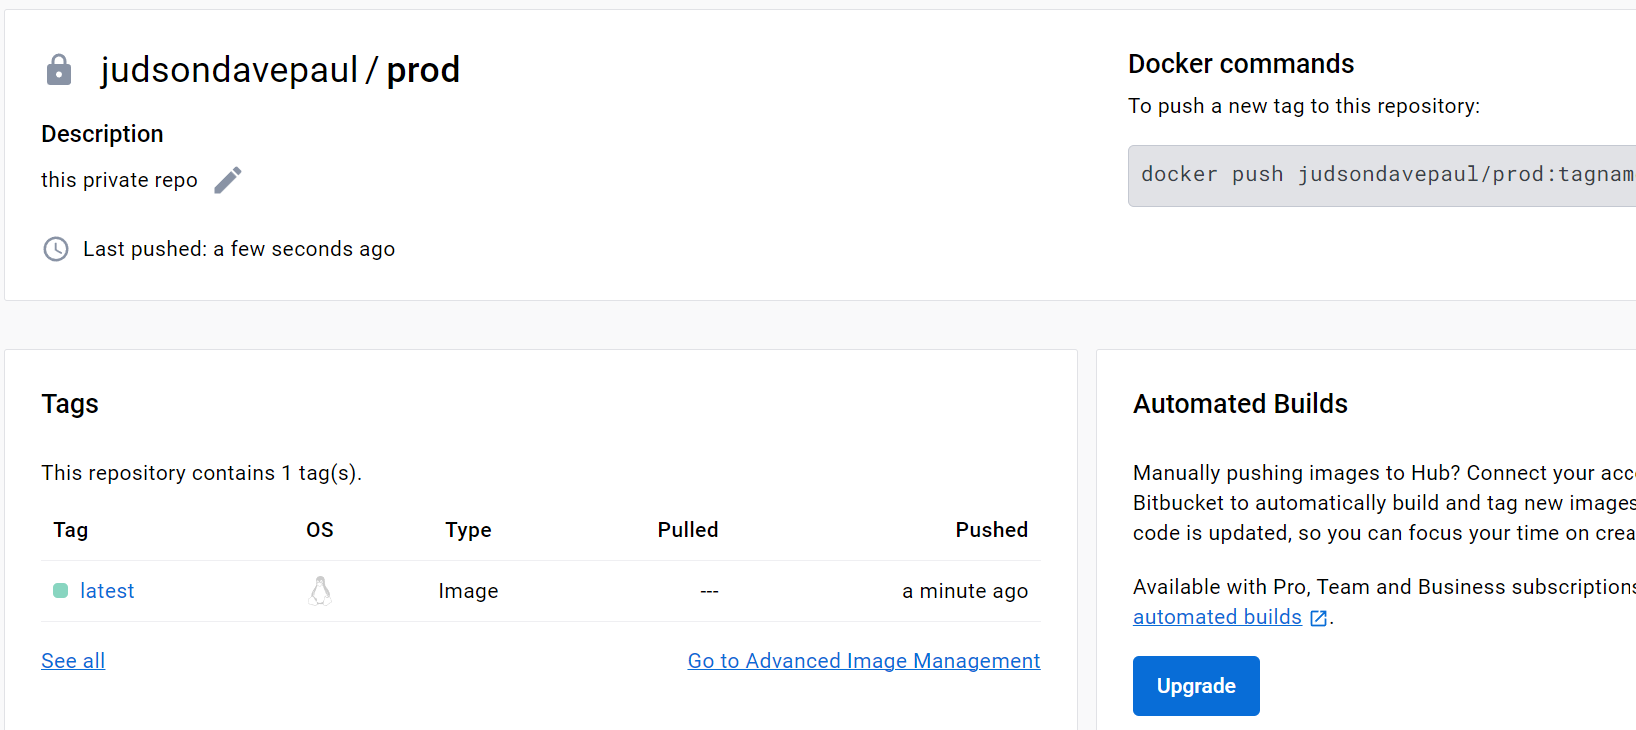 judsondavepaul / prod
Description
this private repo
Last pushed: a few seconds ago
Docker commands
To push a new tag to this repository:
docker push judsondavepaul/prod:tagnam
Tags
This repository contains 1 tag(s).
Tag OS Type Pulled Pushed
latest Image --- a minute ago
See all Go to Advanced Image Management
Automated Builds
Manually pushing images to Hub? Connect your acc
Bitbucket to automatically build and tag new images
code is updated, so you can focus your time on crea
Available with Pro, Team and Business subscriptions
automated builds.
Upgrade